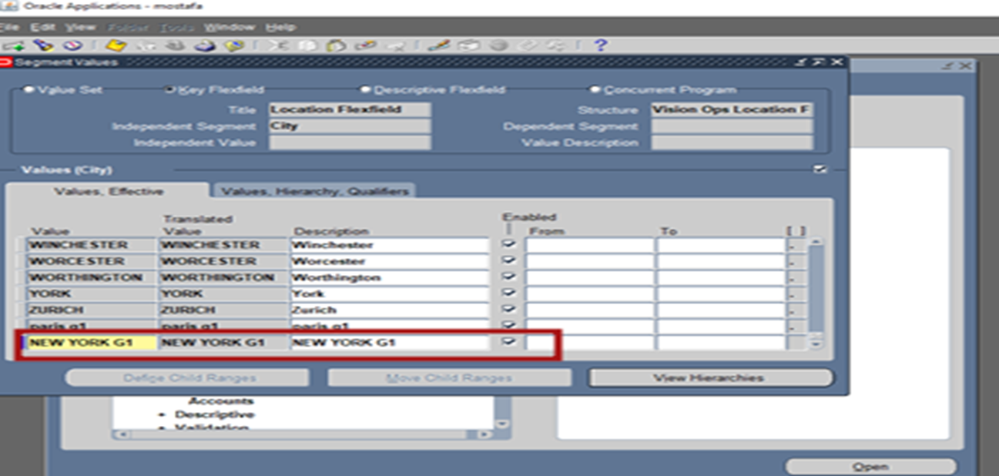 Oracle Applications - mostafa
File Edit View Folder Tools Window Help
Segment Values
Value Set Key Flexfield Descriptive Flexfield Concurrent Program
Title Location Flexfield Structure Vision Ops Location F
Independent Segment City Dependent Segment
Independent Value Value Description
Values (City)
Values, Effective Values, Hierarchy, Qualifiers
Translated Enabled
Value Value Description From To [ ]
WINCHESTER WINCHESTER Winchester
WORCESTER WORCESTER Worcester
WORTHINGTON WORTHINGTON Worthington
YORK YORK York
ZURICH ZURICH Zurich
paris g1 paris g1 paris g1
NEW YORK G1 NEW YORK G1 NEW YORK G1
Define Child Ranges Move Child Ranges View Hierarchies
Accounts
• Descriptive
• Validation
Open